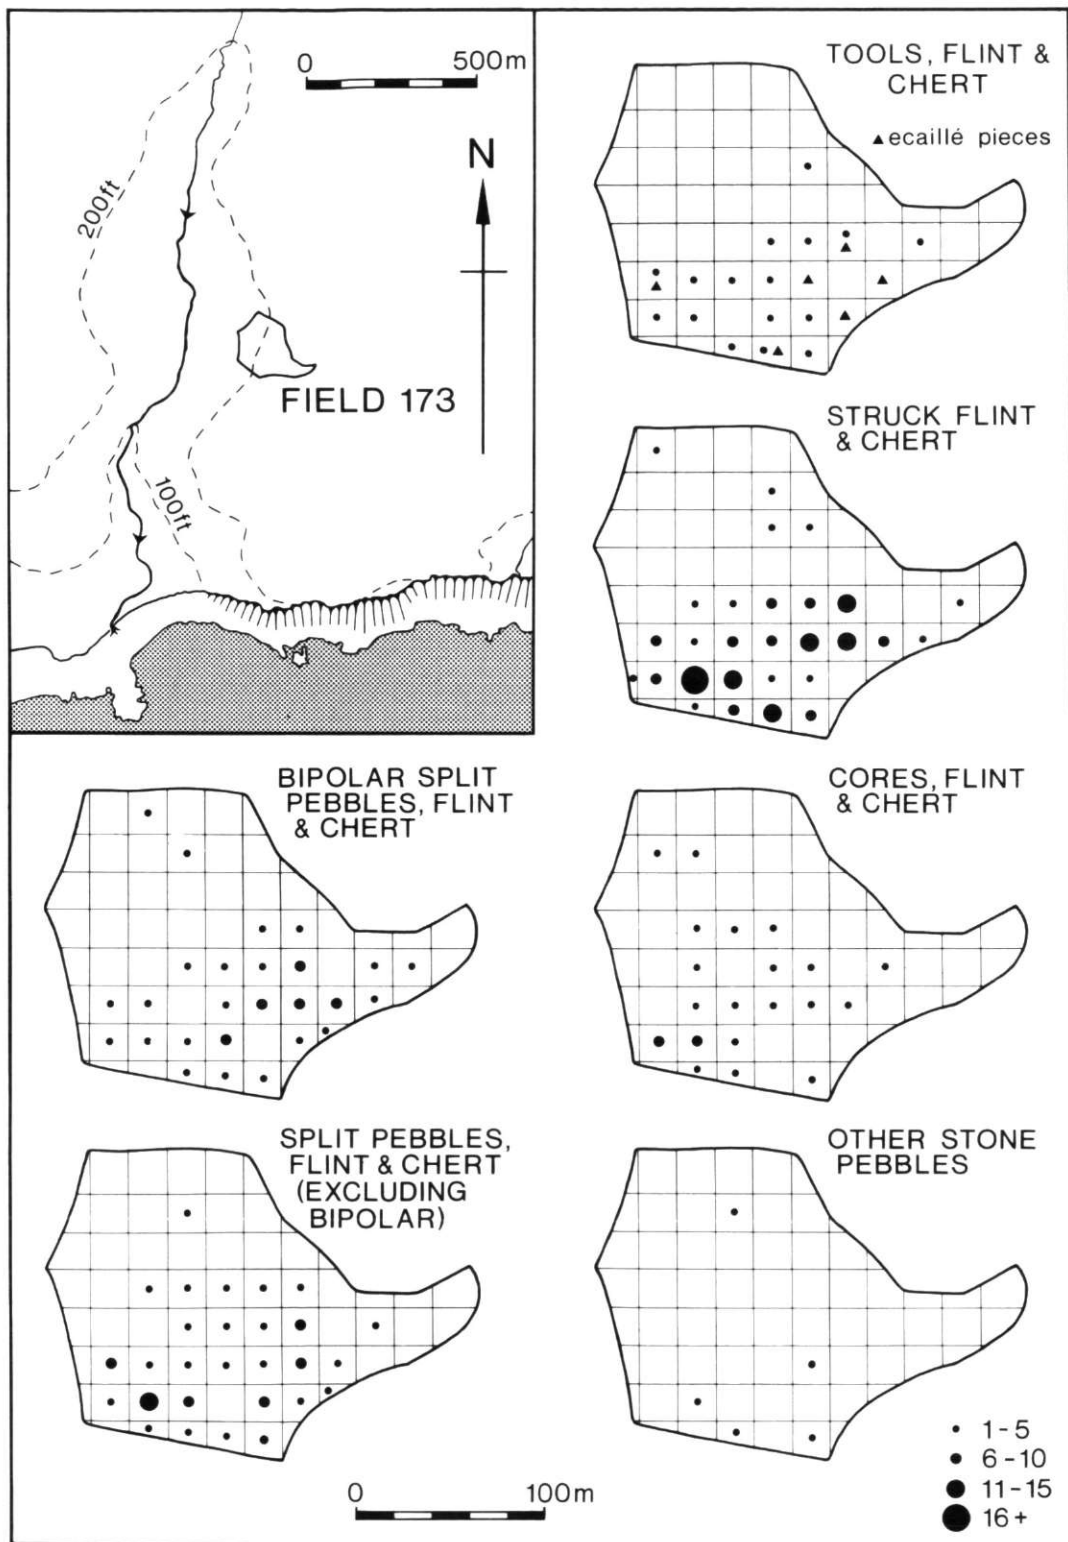 0 500m
N
200ft
FIELD 173
100ft
TOOLS, FLINT &
CHERT
▲ ecaillé pieces
STRUCK FLINT
& CHERT
BIPOLAR SPLIT
PEBBLES, FLINT
& CHERT
CORES, FLINT
& CHERT
SPLIT PEBBLES,
FLINT & CHERT
(EXCLUDING
BIPOLAR)
OTHER STONE
PEBBLES
1-5
6-10
11-15
16+
0 100m